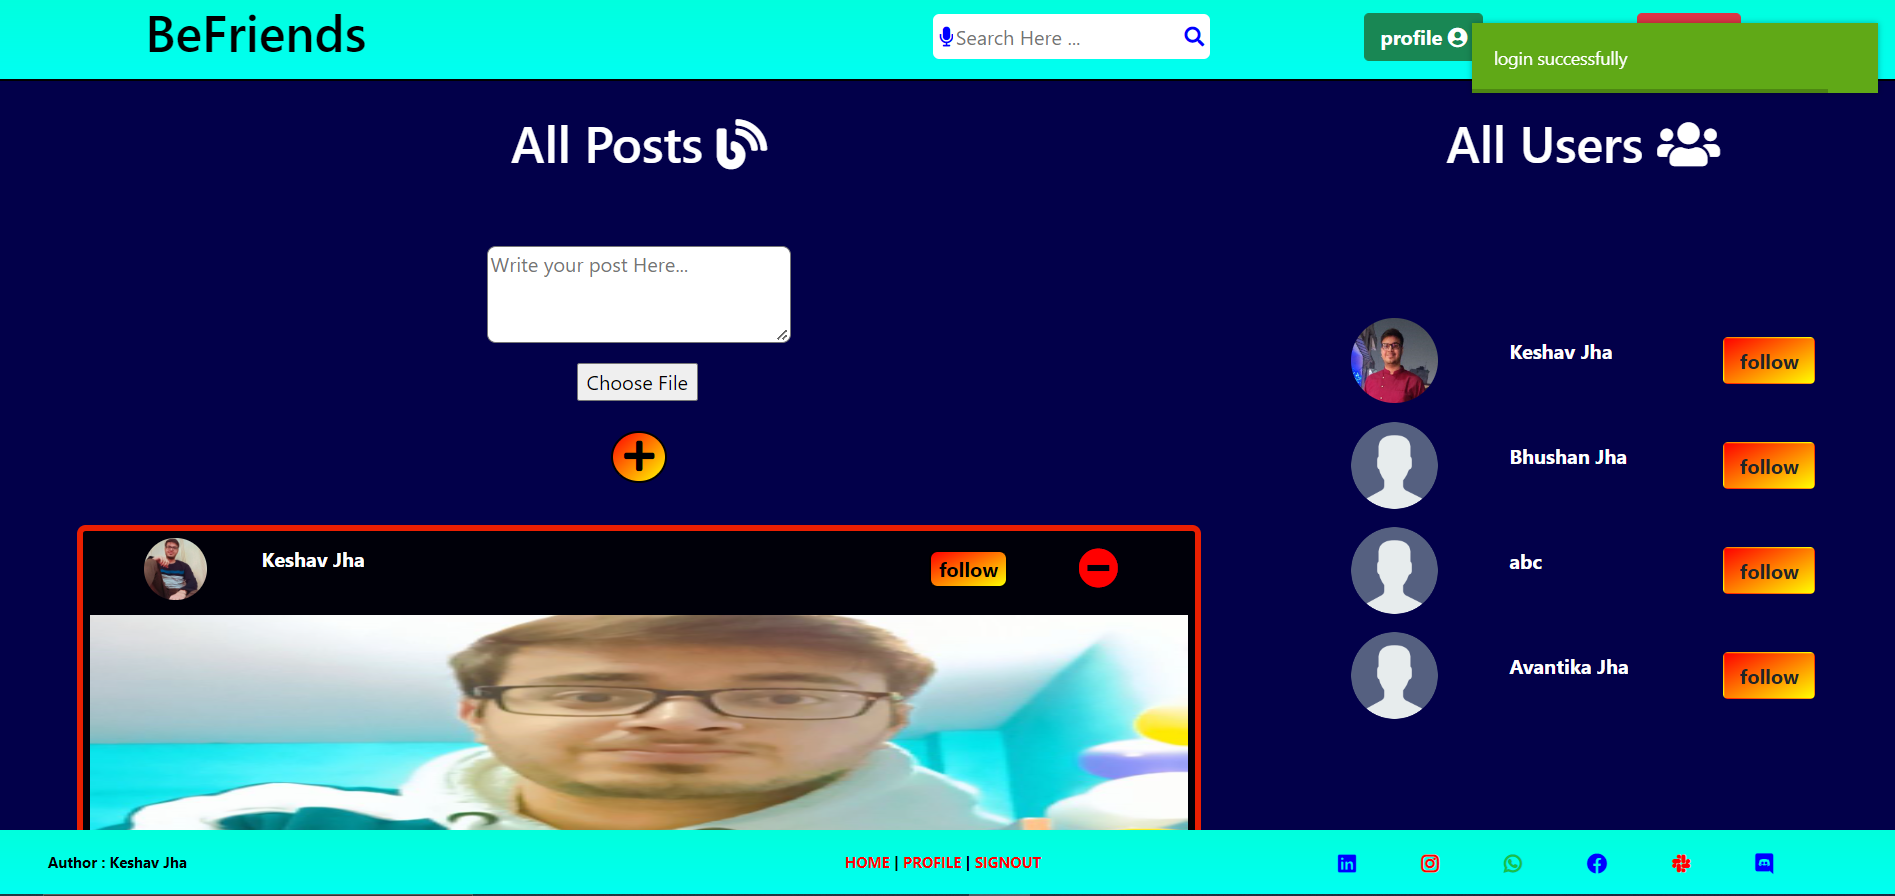 BeFriends
Search Here ...
profile
login successfully
All Posts
All Users
Write your post Here...
Choose File
Keshav Jha
follow
Keshav Jha
follow
Bhushan Jha
follow
abc
follow
Avantika Jha
follow
Author : Keshav Jha
HOME | PROFILE | SIGNOUT